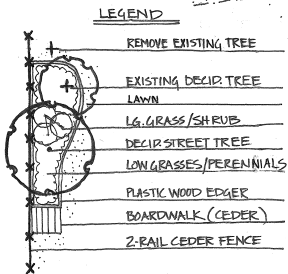 LEGEND
REMOVE EXISTING TREE
EXISTING DECID. TREE
LAWN
LG. GRASS/SHRUB
DECID. STREET TREE
LOW GRASSES/PERENNIALS
PLASTIC WOOD EDGER
BOARDWALK (CEDER)
2-RAIL CEDER FENCE